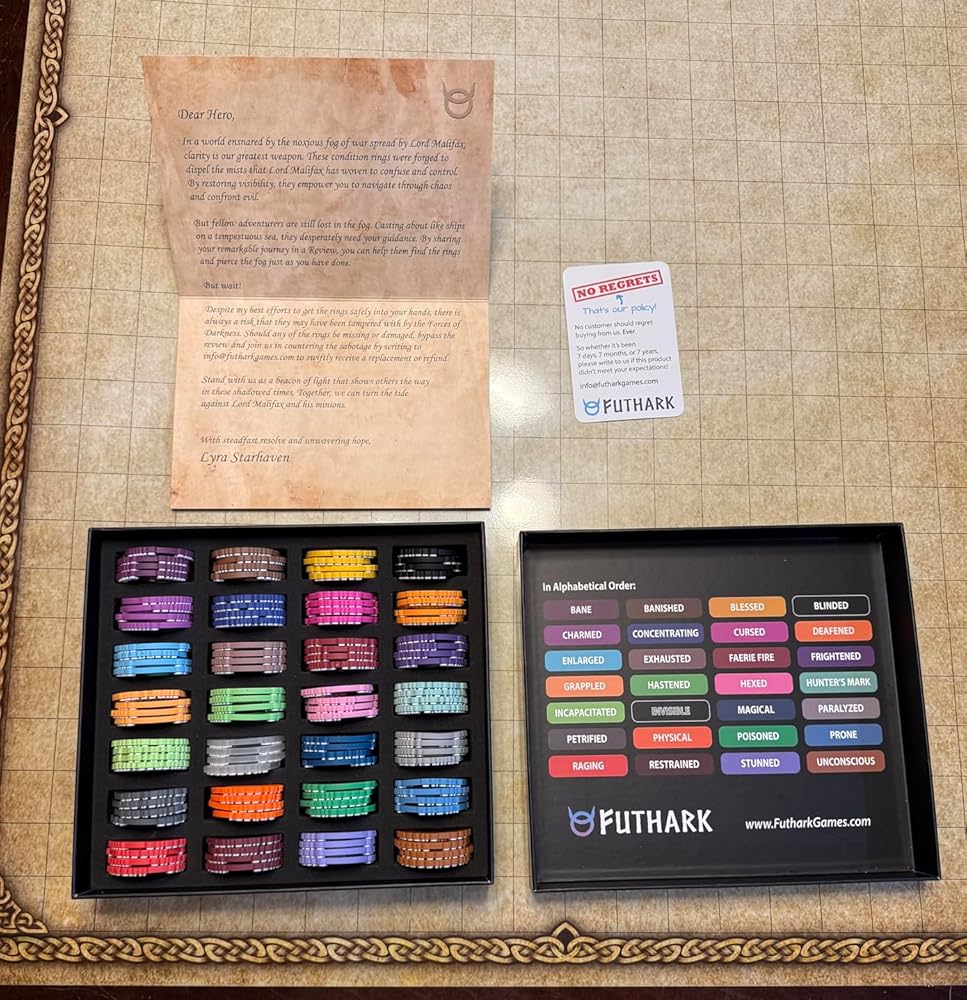 Dear Hero,
In a world ensnared by the noxious fog of war spread by Lord Malifax,
clarity is our greatest weapon. These condition rings were forged to
dispel the mists that Lord Malifax has woven to confuse and control.
By restoring visibility, they empower you to navigate through chaos
and confront evil.
But fellow adventurers are still lost in the fog. Casting about like ships
on a tempestuous sea, they desperately need your guidance. By sharing
your remarkable journey in a Review, you can help them find the rings
and pierce the fog just as you have done.
But wait!
Despite my best efforts to get the rings safely into your hands, there is
always a risk that they may have been tampered with by the Forces of
Darkness. Should any of the rings be missing or damaged, bypass the
review and join us in countering the sabotage by writing to
info@futharkgames.com to swiftly receive a replacement or refund.
Stand with us as a beacon of light that shows others the way
in these shadowed times. Together, we can turn the tide
against Lord Malifax and his minions.
With steadfast resolve and unwavering hope,
Lyra Starhaven
NO REGRETS
That's our policy!
No customer should regret
buying from us. Ever.
So whether it's been
7 days, 7 months, or 7 years,
please write to us if this product
didn't meet your expectations!
info@futharkgames.com
FUTHARK
In Alphabetical Order:
BANE BANISHED BLESSED BLINDED
CHARMED CONCENTRATING CURSED DEAFENED
ENLARGED EXHAUSTED FAERIE FIRE FRIGHTENED
GRAPPLED HASTENED HEXED HUNTER'S MARK
INCAPACITATED INVISIBLE MAGICAL PARALYZED
PETRIFIED PHYSICAL POISONED PRONE
RAGING RESTRAINED STUNNED UNCONSCIOUS
FUTHARK www.FutharkGames.com